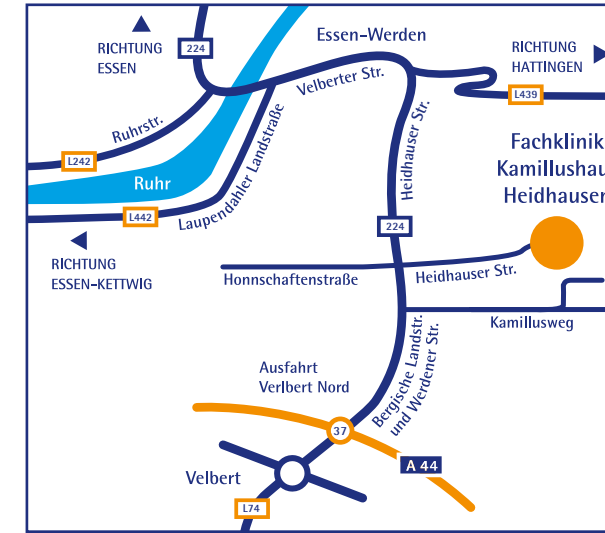 RICHTUNG
ESSEN
224
Essen-Werden
Velberter Str.
RICHTUNG
HATTINGEN
L439
Ruhrstr.
L242
Ruhr
Laupendahler Landstraße
L442
RICHTUNG
ESSEN-KETTWIG
Heidhauser Str.
Fachklinik
Kamillushau
Heidhauser
224
Honnschaftenstraße
Heidhauser Str.
Kamillusweg
Bergische Landstr.
und Werdener Str.
Ausfahrt
Verlbert Nord
37
A 44
Velbert
L74